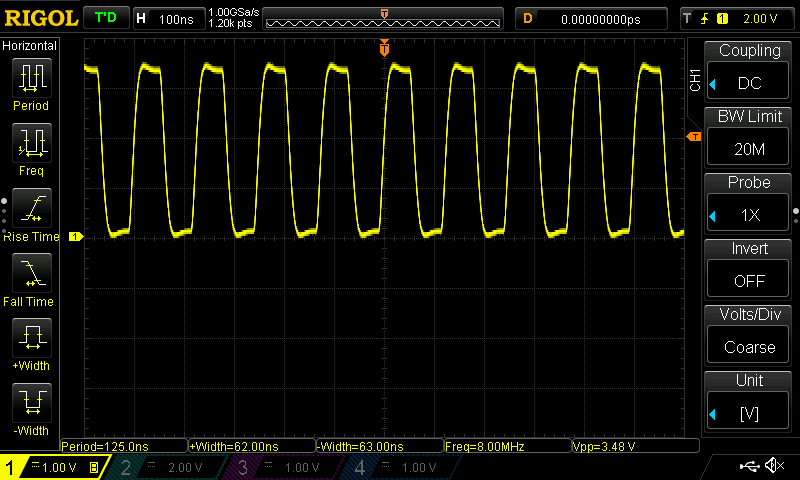 RIGOL T'D H 100ns 1.00GSa/s 1.20k pts T D 0.00000000ps T 1 2.00 V
Horizontal
Period
Freq
Rise Time
Fall Time
+Width
-Width
T
T
1
CH1
Coupling
DC
BW Limit
20M
Probe
1X
Invert
OFF
Volts/Div
Coarse
Unit
[V]
Period=125.0ns +Width=62.00ns -Width=63.00ns Freq=8.00MHz Vpp=3.48 V
1 1.00 V B 2 2.00 V 3 1.00 V 4 1.00 V